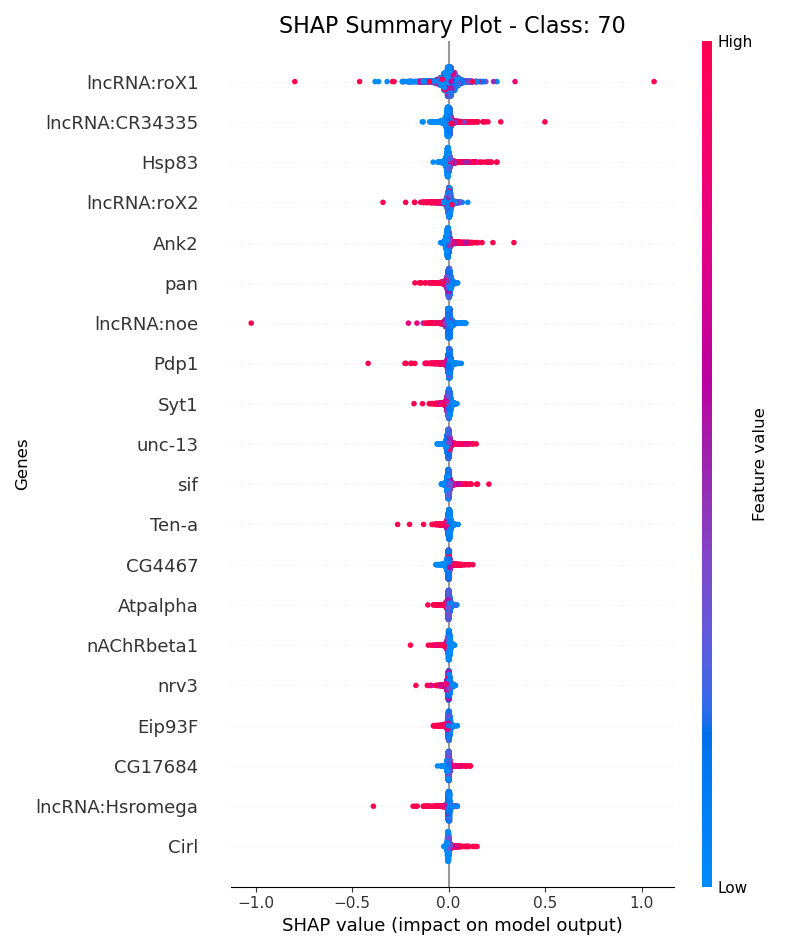 SHAP Summary Plot - Class: 70
High
lncRNA:roX1
lncRNA:CR34335
Hsp83
lncRNA:roX2
Ank2
pan
lncRNA:noe
Pdp1
Syt1
unc-13
sif
Ten-a
CG4467
Atpalpha
nAChRbeta1
nrv3
Eip93F
CG17684
lncRNA:Hsromega
Cirl
Genes
Feature value
Low
−1.0 −0.5 0.0 0.5 1.0
SHAP value (impact on model output)